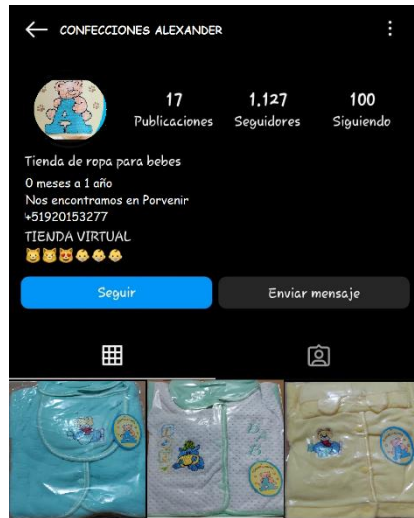 CONFECCIONES ALEXANDER
17
1.127
100
Publicaciones
Seguidores
Siguiendo
Tienda de ropa para bebes
0 meses a 1 año
Nos encontramos en Porvenir
+51920153277
TIENDA VIRTUAL
Seguir
Enviar mensaje